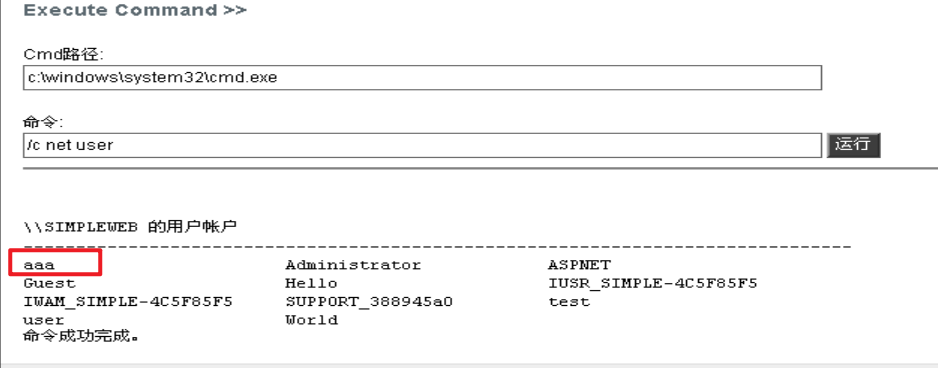 Execute Command >>
Cmd路径:
c:\windows\system32\cmd.exe
命令:
/c net user 运行
\\SIMPLEWEB 的用户帐户
-------------------------------------------------------------------------------
aaa Administrator ASPNET
Guest Hello IUSR_SIMPLE-4C5F85F5
IWAM_SIMPLE-4C5F85F5 SUPPORT_388945a0 test
user World
命令成功完成。